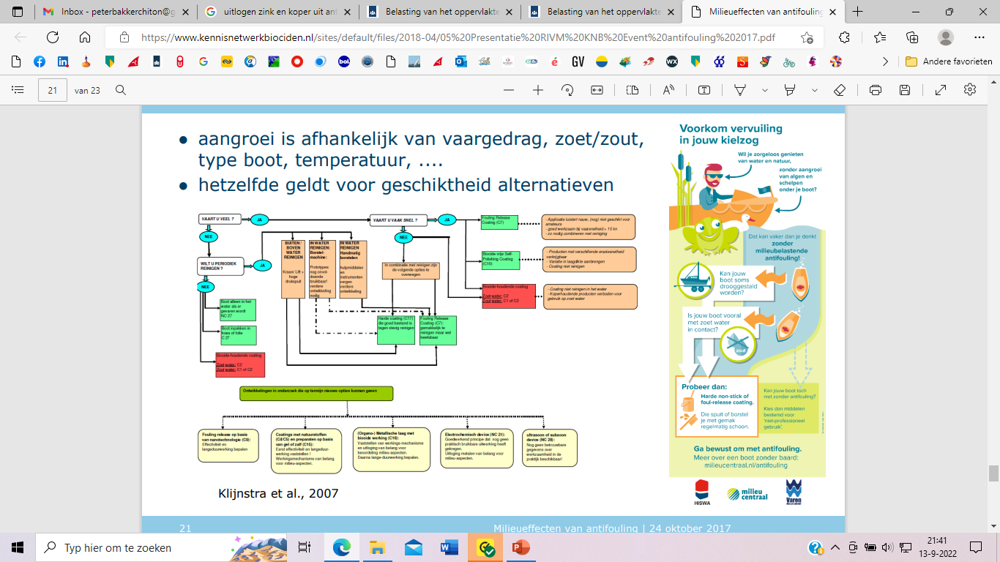 Inbox - peterbakkerchiton@g
uitlogen zink en koper uit ant
Belasting van het oppervlakte
Belasting van het oppervlakte
Milieueffecten van antifouling
https://www.kennisnetwerkbiociden.nl/sites/default/files/2018-04/05%20Presentatie%20RIVM%20KNB%20Event%20antifouling%202017.pdf
bol
GV
WX
Andere favorieten
21
van 23
● aangroei is afhankelijk van vaargedrag, zoet/zout,
type boot, temperatuur, ....
● hetzelfde geldt voor geschiktheid alternatieven
VAART U VEEL ?
JA
VAART U VAAK SNEL ?
JA
NEE
NEE
WILT U PERIODIEK
REINIGEN ?
JA
NEE
BUITEN /
BOVEN
WATER
REINIGEN
Kraan/ Lift +
hoge
drukspuit
IN WATER
REINIGEN:
Borstel-
machine:
Prototypes
nog onvol-
doende
bruikbaar!
verdere
ontwikkeling
nodig
IN WATER
REINIGEN
Handmatig
borstelen
hulpmiddelen
en
instrumenten
vergen
verdere
ontwikkeling
Fouling Release
Coating (C7)
- Applicatie luistert nauw, (nog) niet geschikt voor
amateurs
- goed werkzaam bij vaarsnelheid > 15 kn
- zo nodig combineren met reiniging
Biocide-vrije Self-
Polishing Coating
(C10)
- Producten met verschillende erosiesnelheid
verkrijgbaar
- Variatie in laagdikte aanbrengen
- Coating niet reinigen
Biocide houdende coating
Zoet water: C2
Zout water: C1 of C2
- Coating niet reinigen in het water
- Koperhoudende producten verboden voor
gebruik op zoet water
In combinatie met reinigen zijn
de volgende opties te
overwegen
Harde coating (C17)
die goed bestand is
tegen stevig reinigen
Fouling Release
Coating (C7):
gemakkelijk te
reinigen maar wel
kwetsbaar
Boot alleen in het
water als er
gevaren wordt
NC 27
Boot inpakken in
hoes of folie
C 27
Biocide-houdende coating
Zoet water: C2
Zout water: C1 of C2
Ontwikkelingen in onderzoek die op termijn nieuwe opties kunnen geven
Fouling release op basis
van nanotechnologie (C9):
Effectiviteit en
langeduurwerking bepalen
Coatings met natuurstoffen
(C4/C5) en preparaten op basis
van gel of zalf (C15):
Eerst effectiviteit en langeduur-
werking vaststellen !
Werkingsmechanisme van belang
voor milieu-aspecten.
(Organo-) Metallische laag met
biocide werking (C16):
Vaststellen van werkings-mechanisme
en uitloging van belang voor
beoordeling milieu-aspecten.
Daarna lange-duurwerking bepalen.
Electrochemisch device (NC 21):
Goedwerkend principe dat nog geen
praktisch bruikbare uitwerking heeft
gekregen.
Uitloging metalen van belang voor
milieu-aspecten.
ultrasoon of subsoon
device (NC 28):
Nog geen betrouwbare
gegevens over
werkzaamheid in de
praktijk beschikbaar!
Klijnstra et al., 2007
Voorkom vervuiling
in jouw kielzog
Wil je zorgeloos genieten
van water en natuur,
zonder aangroei
van algen en
schelpen
onder je boot?
Dat kan vaker dan je denkt
zonder
milieubelastende
antifouling!
Kan jouw
boot soms
drooggestald
worden?
Is jouw boot vooral
met zoet water
in contact?
zout
Probeer dan:
Harde non-stick of
foul-release coating.
Die spuit of borstel
je met gemak
regelmatig schoon.
Kan jouw boot toch
niet zonder antifouling?
Kies dan middelen
bestemd voor
'niet-professioneel
gebruik'.
Ga bewust om met antifouling.
Meer over een boot zonder baard:
milieucentraal.nl/antifouling
HISWA
milieu
centraal
Varen
21
Milieueffecten van antifouling | 24 oktober 2017
Typ hier om te zoeken
21:41
13-9-2022